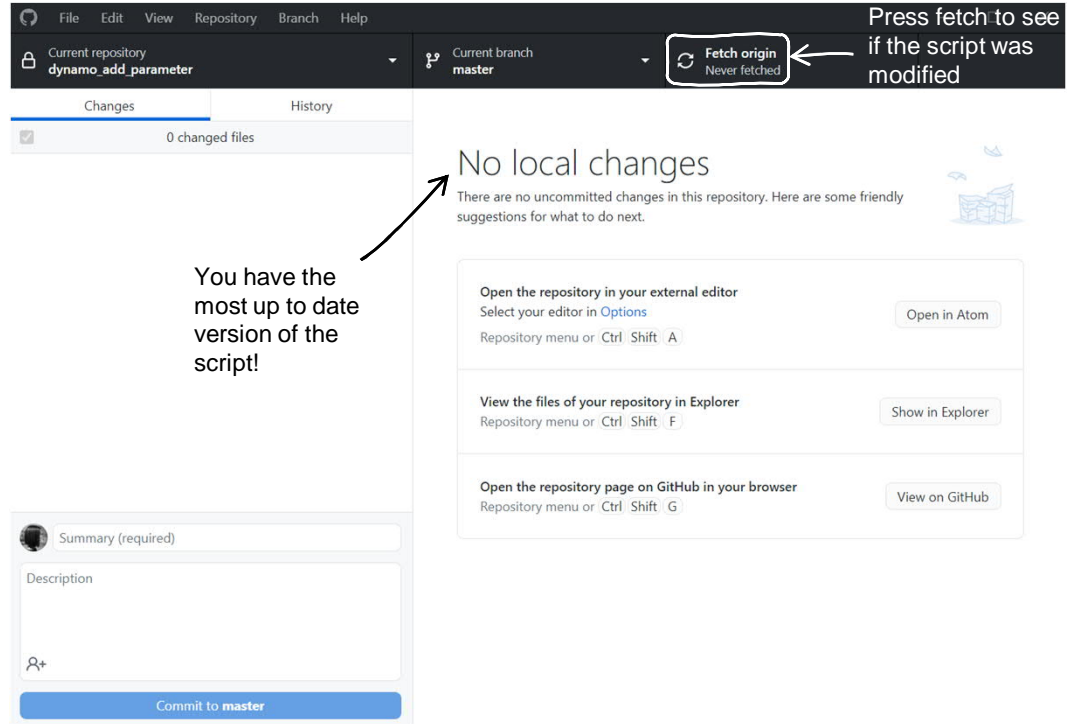 File Edit View Repository Branch Help
Press fetch to see
if the script was
modified
Current repository
dynamo_add_parameter
Current branch
master
Fetch origin
Never fetched
Changes History
0 changed files
No local changes
There are no uncommitted changes in this repository. Here are some friendly
suggestions for what to do next.
You have the
most up to date
version of the
script!
Open the repository in your external editor
Select your editor in Options
Repository menu or Ctrl Shift A
Open in Atom
View the files of your repository in Explorer
Repository menu or Ctrl Shift F
Show in Explorer
Open the repository page on GitHub in your browser
Repository menu or Ctrl Shift G
View on GitHub
Summary (required)
Description
Commit to master